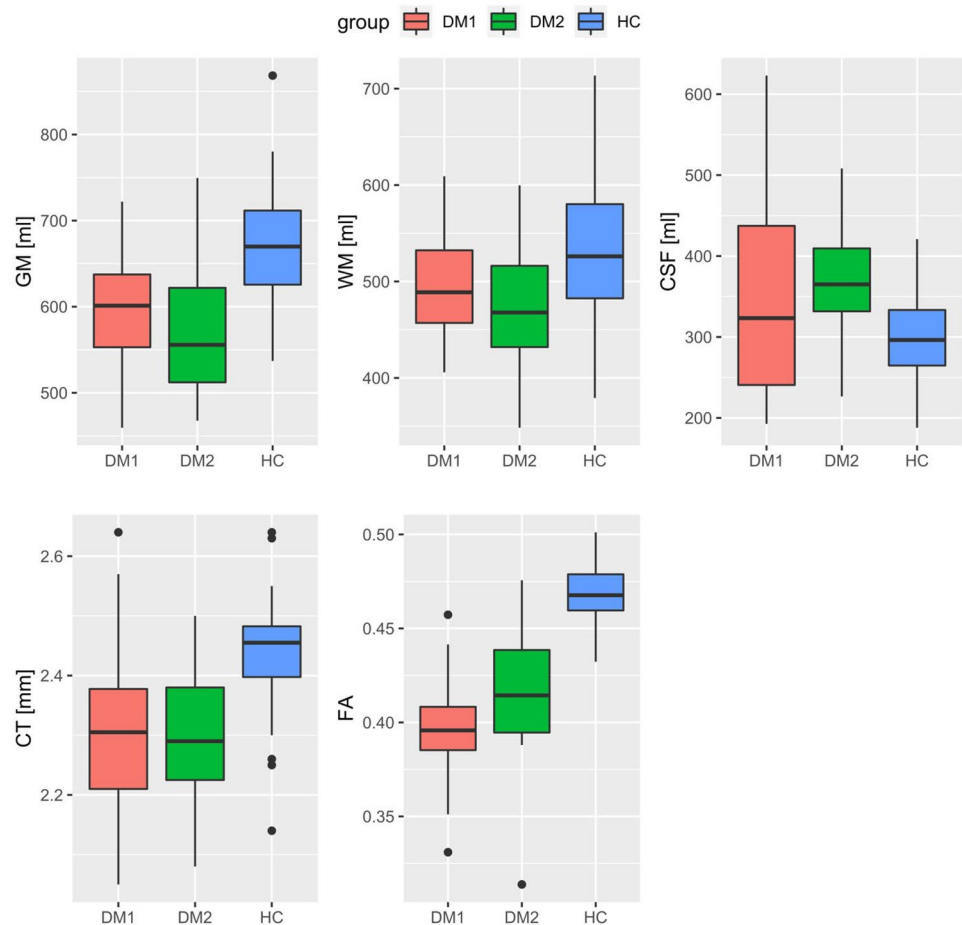 group DM1 DM2 HC
GM [ml]
800
700
600
500
DM1 DM2 HC
WM [ml]
700
600
500
400
DM1 DM2 HC
CSF [ml]
600
500
400
300
200
DM1 DM2 HC
CT [mm]
2.6
2.4
2.2
DM1 DM2 HC
FA
0.50
0.45
0.40
0.35
DM1 DM2 HC